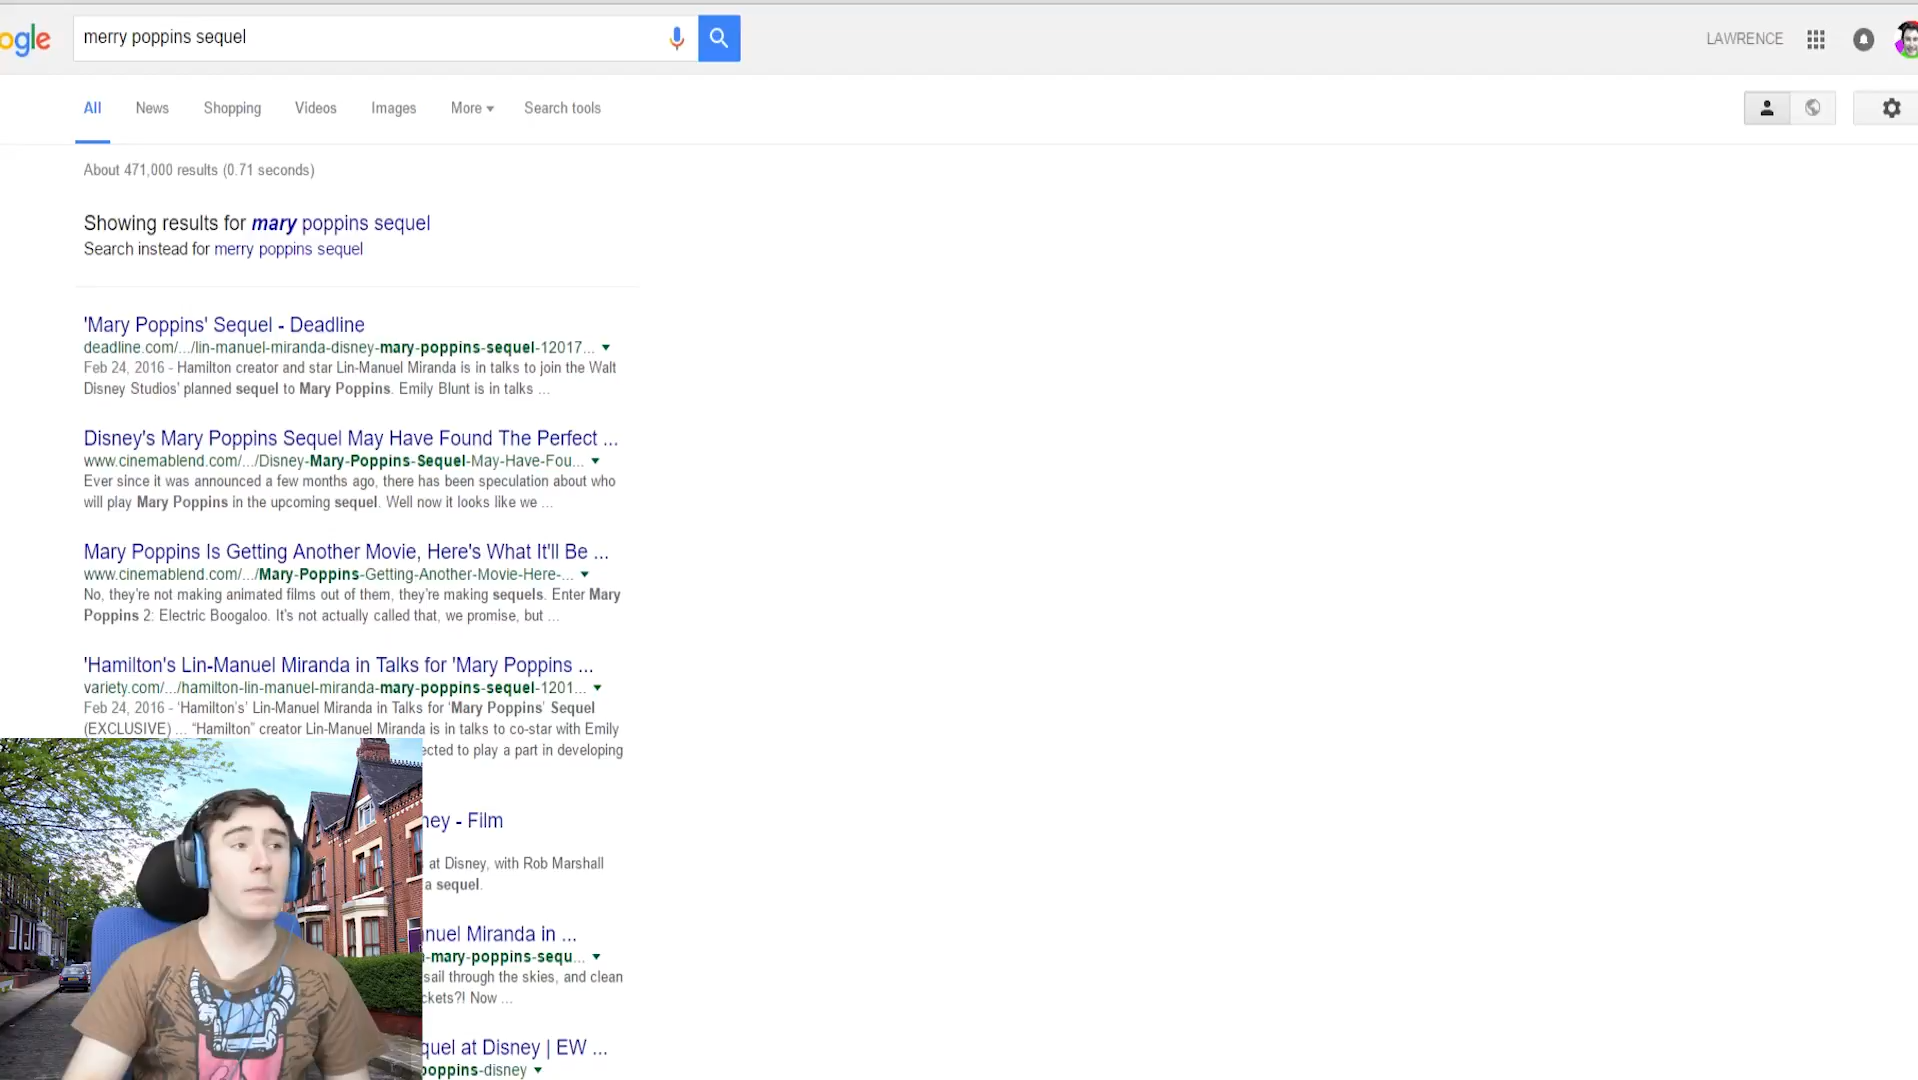 ogle
merry poppins sequel
LAWRENCE
All News Shopping Videos Images More Search tools
About 471,000 results (0.71 seconds)
Showing results for mary poppins sequel
Search instead for merry poppins sequel
'Mary Poppins' Sequel - Deadline
deadline.com/.../lin-manuel-miranda-disney-mary-poppins-sequel-12017...
Feb 24, 2016 - Hamilton creator and star Lin-Manuel Miranda is in talks to join the Walt
Disney Studios' planned sequel to Mary Poppins. Emily Blunt is in talks ...
Disney's Mary Poppins Sequel May Have Found The Perfect ...
www.cinemablend.com/.../Disney-Mary-Poppins-Sequel-May-Have-Fou...
Ever since it was announced a few months ago, there has been speculation about who
will play Mary Poppins in the upcoming sequel. Well now it looks like we ...
Mary Poppins Is Getting Another Movie, Here's What It'll Be ...
www.cinemablend.com/.../Mary-Poppins-Getting-Another-Movie-Here-...
No, they're not making animated films out of them, they're making sequels. Enter Mary
Poppins 2: Electric Boogaloo. It's not actually called that, we promise, but ...
'Hamilton's Lin-Manuel Miranda in Talks for 'Mary Poppins ...
variety.com/.../hamilton-lin-manuel-miranda-mary-poppins-sequel-1201...
Feb 24, 2016 - 'Hamilton's' Lin-Manuel Miranda in Talks for 'Mary Poppins' Sequel
(EXCLUSIVE) ... "Hamilton" creator Lin-Manuel Miranda is in talks to co-star with Emily
ected to play a part in developing
ney - Film
at Disney, with Rob Marshall
a sequel.
nuel Miranda in ...
-mary-poppins-sequ...
sail through the skies, and clean
ckets?! Now ...
quel at Disney | EW ...
poppins-disney